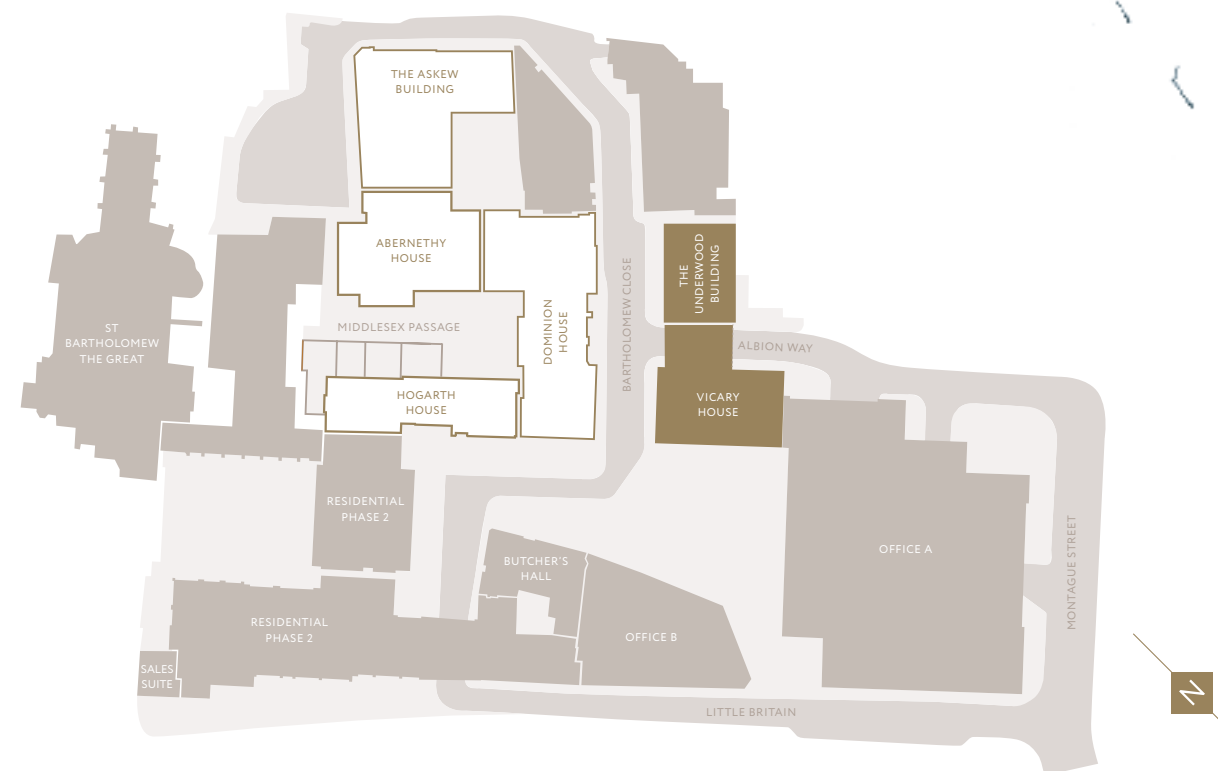 THE ASKEW
BUILDING
ABERNETHY
HOUSE
THE
UNDERWOOD
BUILDING
BARTHOLOMEW CLOSE
DOMINION
HOUSE
ST
BARTHOLOMEW
THE GREAT
MIDDLESEX PASSAGE
ALBION WAY
HOGARTH
HOUSE
VICARY
HOUSE
RESIDENTIAL
PHASE 2
OFFICE A
MONTAGUE STREET
BUTCHER'S
HALL
RESIDENTIAL
PHASE 2
OFFICE B
SALES
SUITE
LITTLE BRITAIN
N